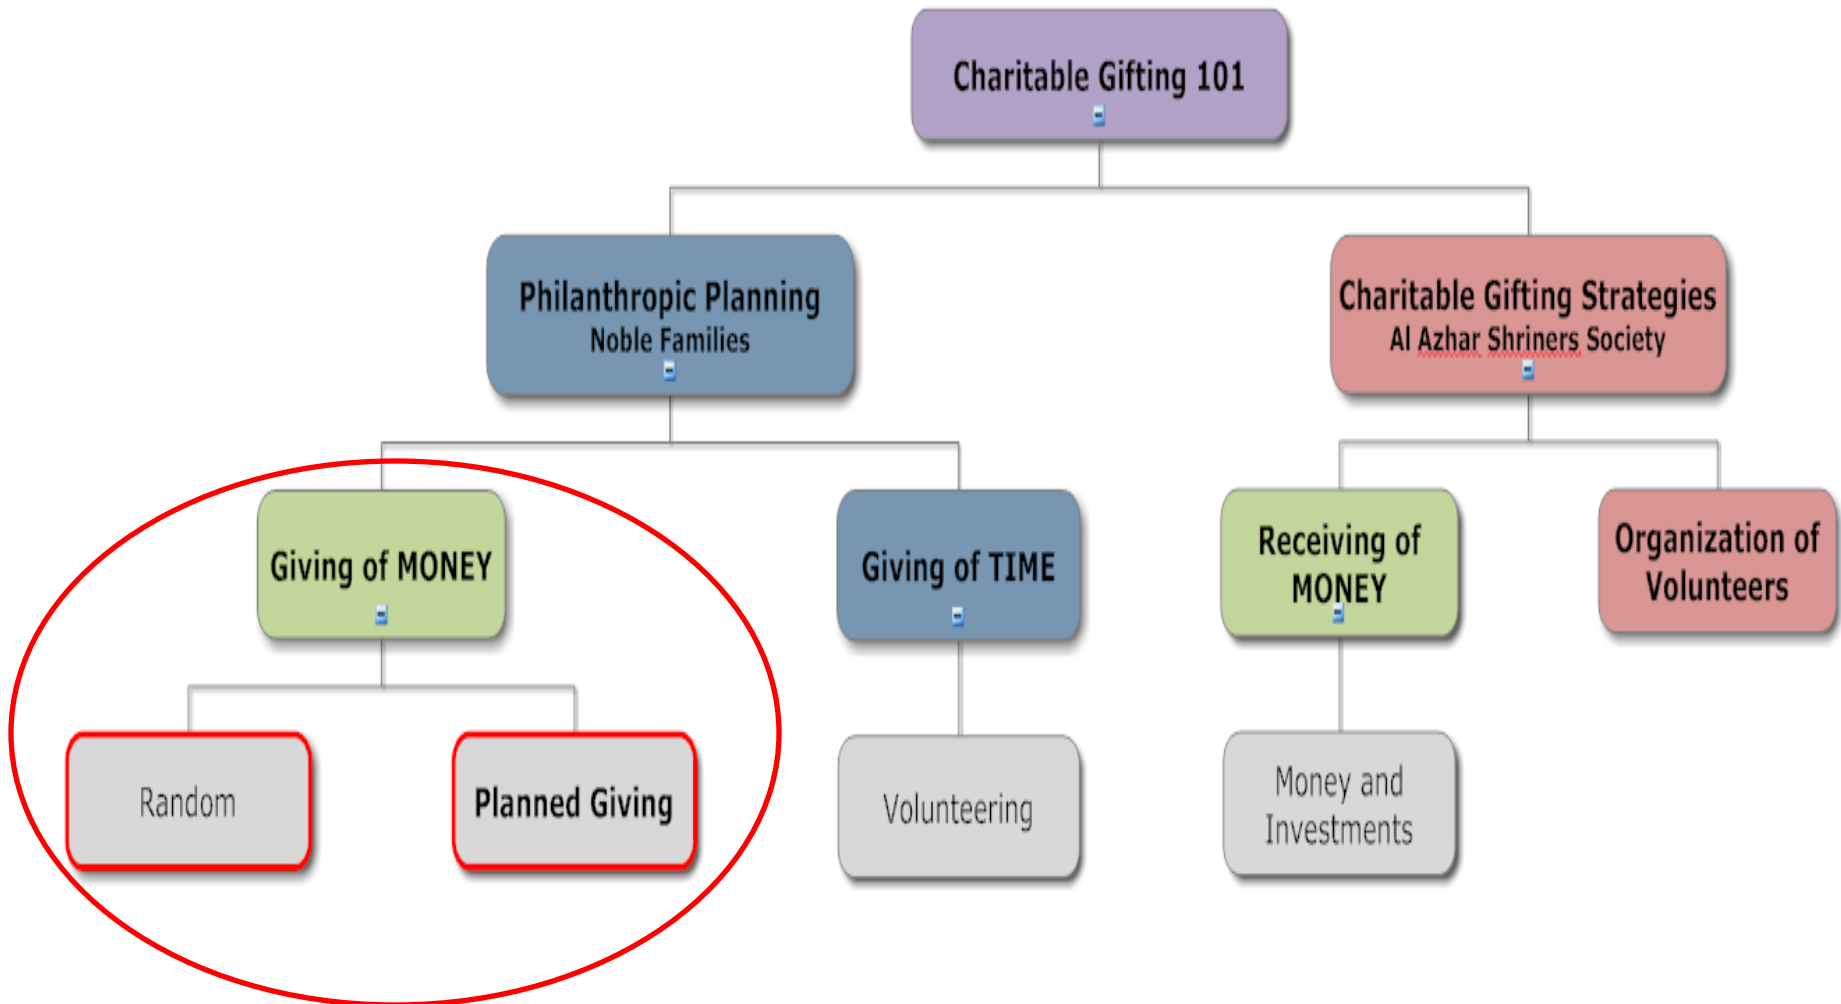 Charitable Gifting 101
Philanthropic Planning
Noble Families
Charitable Gifting Strategies
Al Azhar Shriners Society
Giving of MONEY
Giving of TIME
Receiving of
MONEY
Organization of
Volunteers
Random
Planned Giving
Volunteering
Money and
Investments